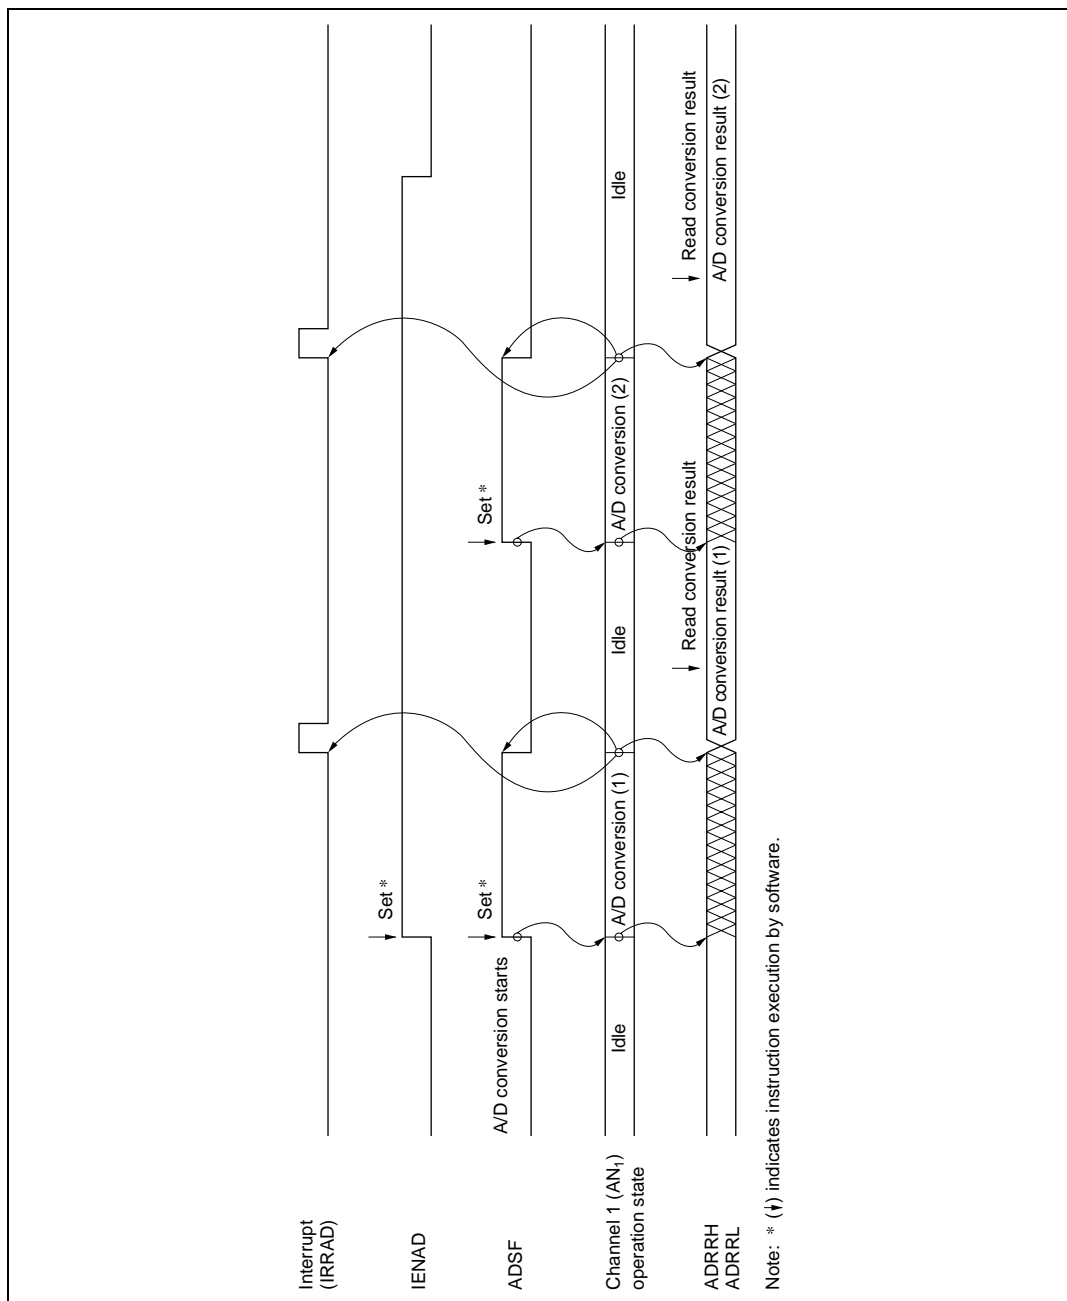 Interrupt
(IRRAD)
IENAD
Set *
ADSF
A/D conversion starts
Set *
Set *
Channel 1 (AN₁)
operation state
Idle
A/D conversion (1)
Idle
A/D conversion (2)
Idle
Read conversion result
Read conversion result
ADRRH
ADRRL
A/D conversion result (1)
A/D conversion result (2)
Note: * (↓) indicates instruction execution by software.